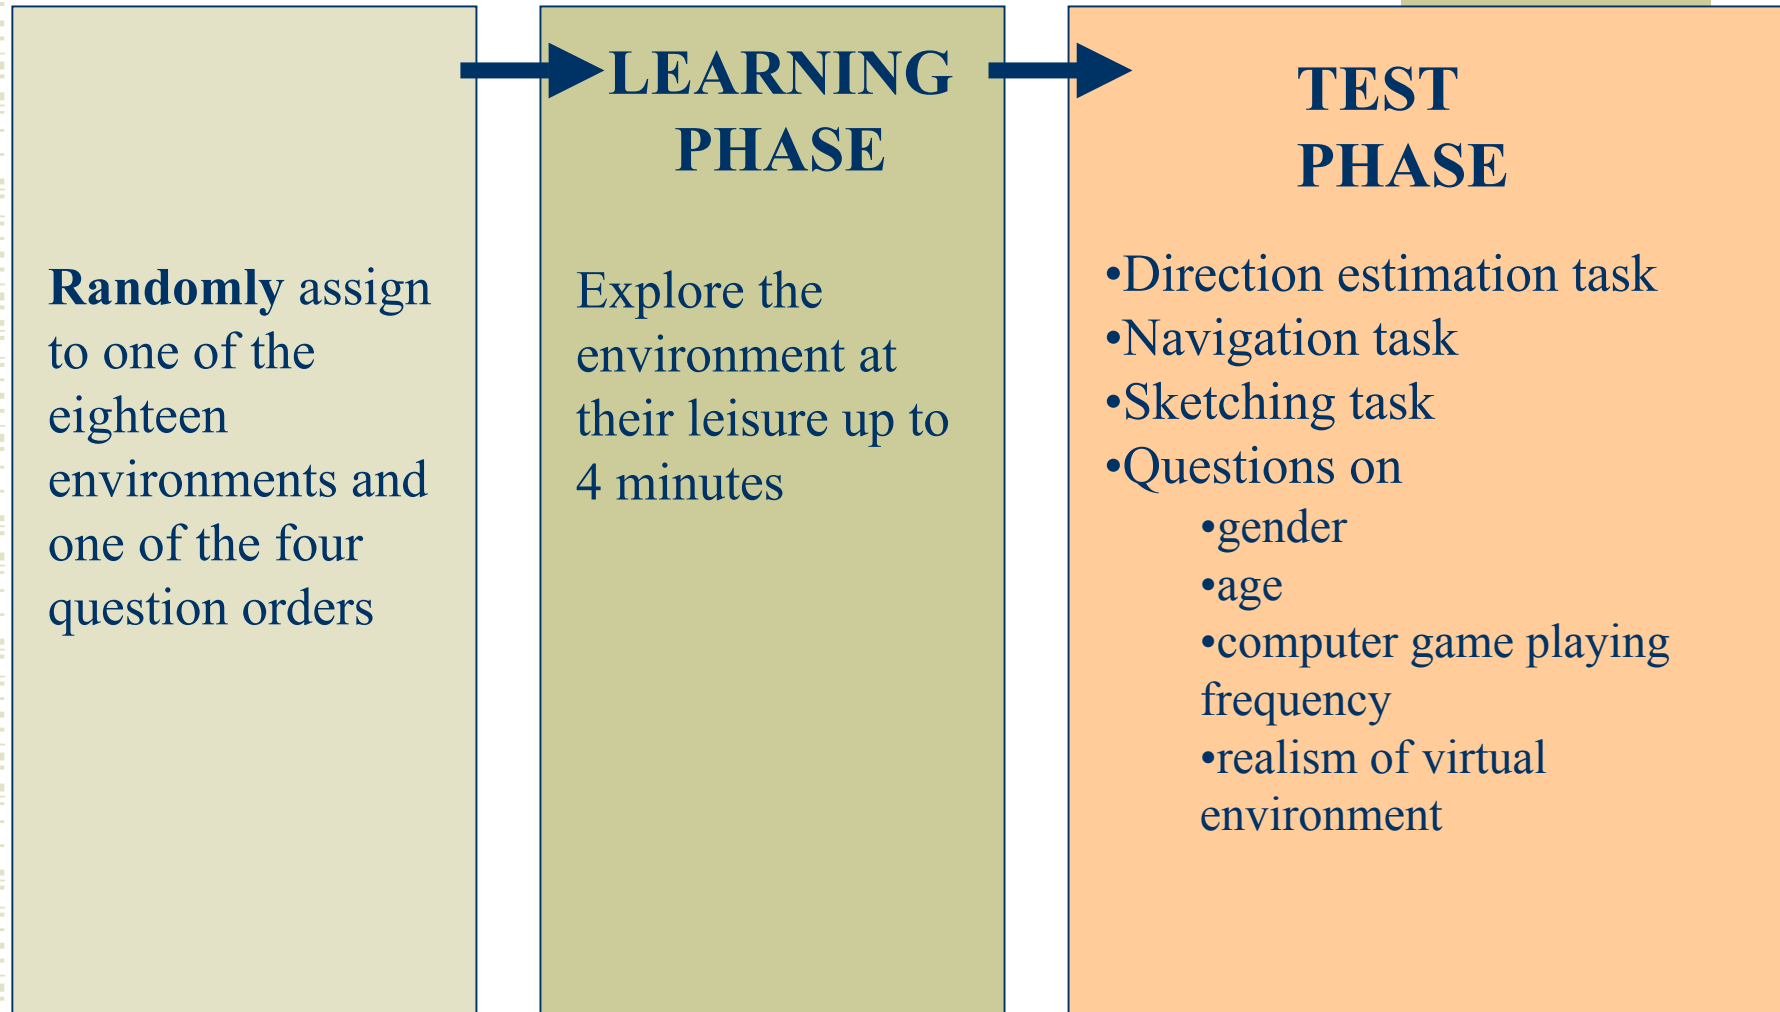 Randomly assign
to one of the
eighteen
environments and
one of the four
question orders
LEARNING
PHASE
Explore the
environment at
their leisure up to
4 minutes
TEST
PHASE
•Direction estimation task
•Navigation task
•Sketching task
•Questions on
•gender
•age
•computer game playing
frequency
•realism of virtual
environment